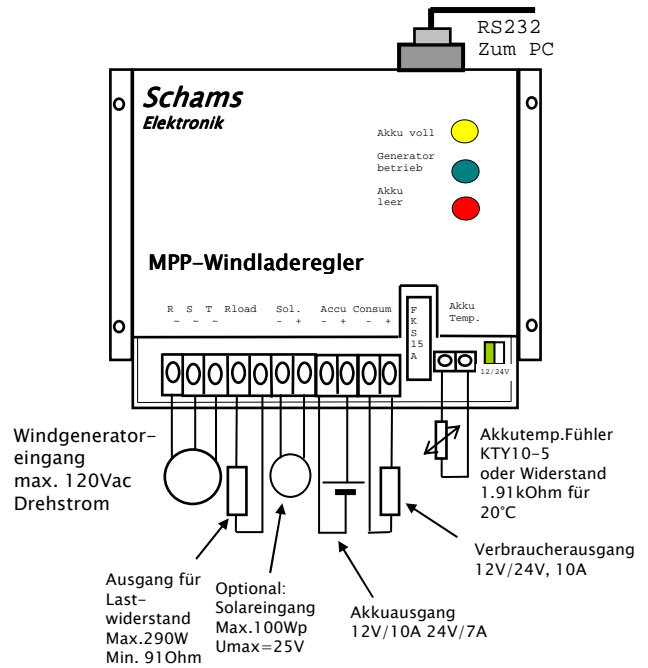 RS232
Zum PC
Schams
Elektronik
Akku voll
Generator
betrieb
Akku
leer
MPP-Windladeregler
R S T Rload Sol. Accu Consum
~ ~ ~ - + - + - +
F
K
S
15
A
Akku
Temp.
12/24V
Windgenerator-
eingang
max. 120Vac
Drehstrom
Akkutemp.Fühler
KTY10-5
oder Widerstand
1.91kOhm für
20°C
Verbraucherausgang
12V/24V, 10A
Ausgang für
Last-
widerstand
Max.290W
Min. 91Ohm
Optional:
Solareingang
Max.100Wp
Umax=25V
Akkuausgang
12V/10A 24V/7A